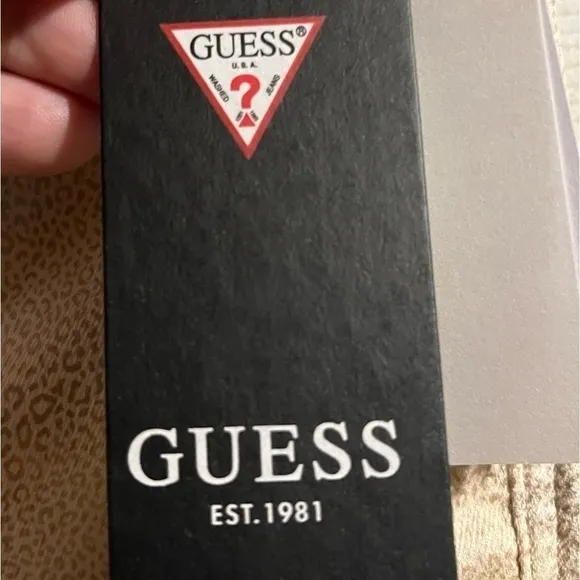 GUESS®
U.S.A.
WASHED
?
JEANS
GUESS
EST.1981